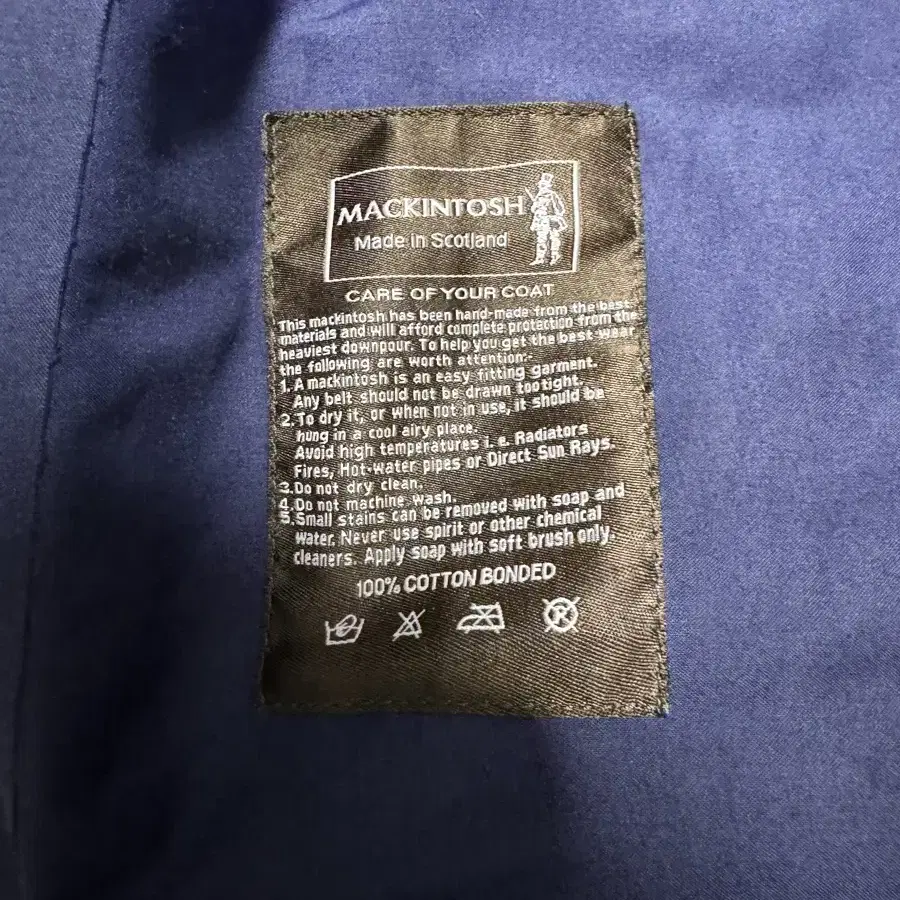 MACKINTOSH
Made in Scotland
CARE OF YOUR COAT
This mackintosh has been hand-made from the best
materials and will afford complete protection from the
heaviest downpour. To help you get the best wear
the following are worth attention:-
1. A mackintosh is an easy fitting garment.
Any belt should not be drawn too tight.
2. To dry it, or when not in use, it should be
hung in a cool airy place.
Avoid high temperatures i. e. Radiators
Fires, Hot-water pipes or Direct Sun Rays.
3. Do not dry clean.
4. Do not machine wash.
5. Small stains can be removed with soap and
water. Never use spirit or other chemical
cleaners. Apply soap with soft brush only.
100% COTTON BONDED
R